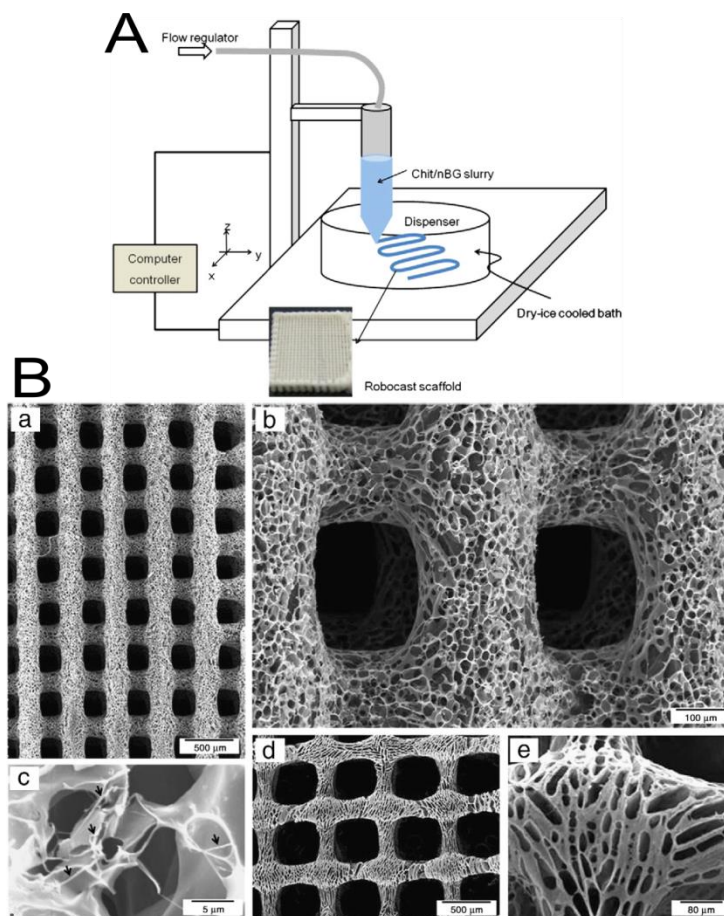 A
Flow regulator
Chit/nBG slurry
Dispenser
z
y
x
Computer
controller
Dry-ice cooled bath
Robocast scaffold
B
a
500 µm
b
100 µm
c
5 µm
d
500 µm
e
80 µm